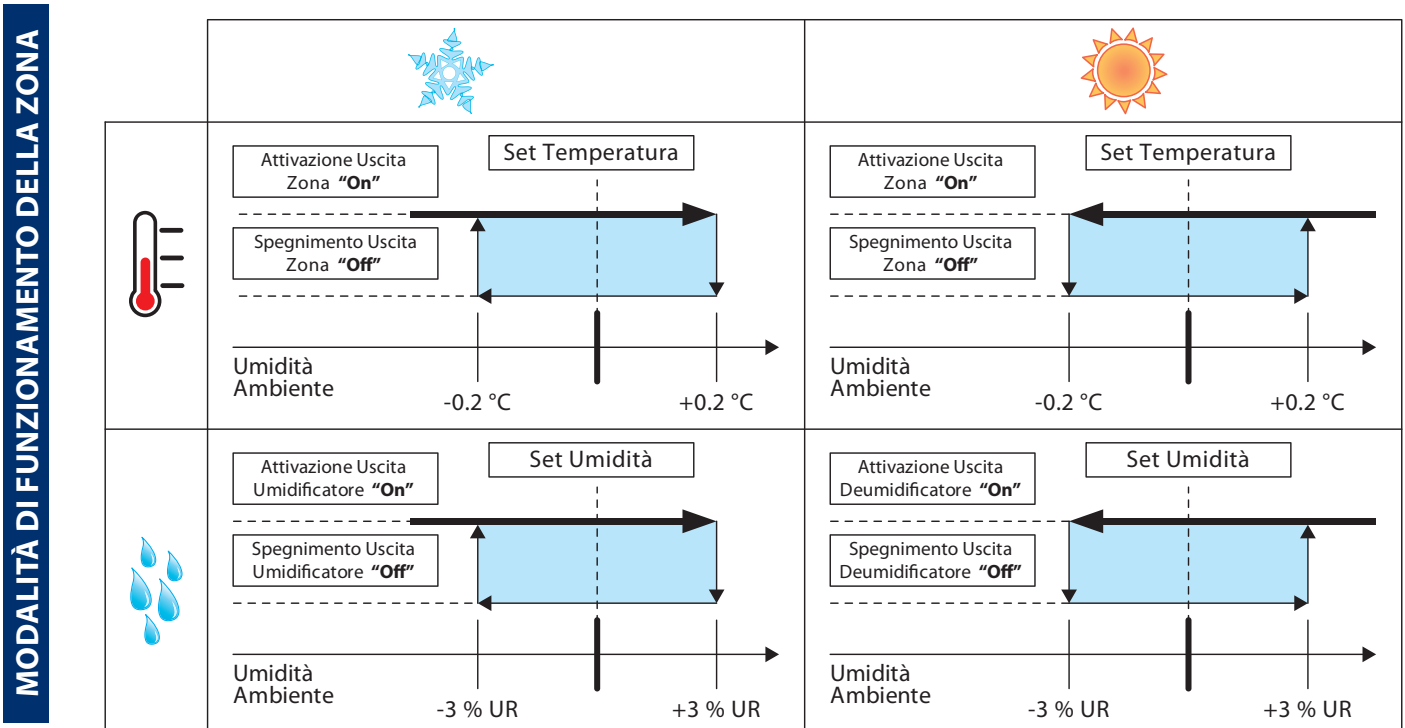 MODALITÀ DI FUNZIONAMENTO DELLA ZONA
Attivazione Uscita
Zona “On”
Set Temperatura
Spegnimento Uscita
Zona “Off”
Umidità
Ambiente
-0.2 °C
+0.2 °C
Attivazione Uscita
Zona “On”
Set Temperatura
Spegnimento Uscita
Zona “Off”
Umidità
Ambiente
-0.2 °C
+0.2 °C
Attivazione Uscita
Umidificatore “On”
Set Umidità
Spegnimento Uscita
Umidificatore “Off”
Umidità
Ambiente
-3 % UR
+3 % UR
Attivazione Uscita
Deumidificatore “On”
Set Umidità
Spegnimento Uscita
Deumidificatore “Off”
Umidità
Ambiente
-3 % UR
+3 % UR